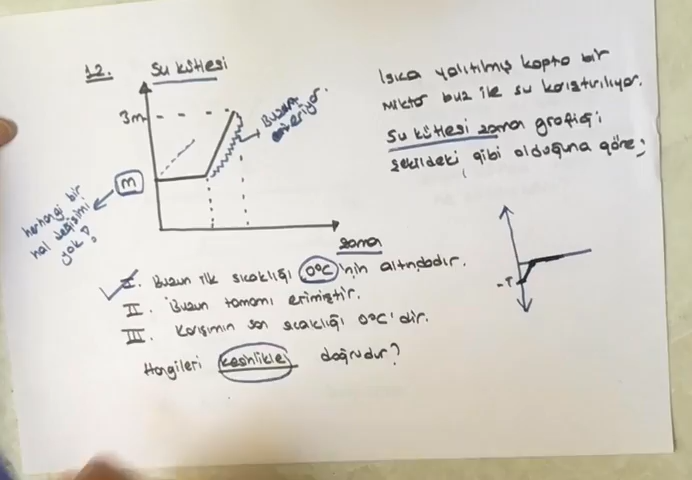 12.
Su kütlesi
3m
m
Buzun
eriyor.
herhangi bir
hal değişimi
yok!
zaman
Isıca yalıtılmış kapta bir
miktar buz ile su karıştırılıyor.
Su kütlesi zaman grafiği
şekildeki gibi olduğuna göre;
-T
I. Buzun ilk sıcaklığı 0°C'nin altındadır.
II. Buzun tamamı erimiştir.
III. Karışımın son sıcaklığı 0°C'dir.
Hangileri kesinlikle doğrudur?